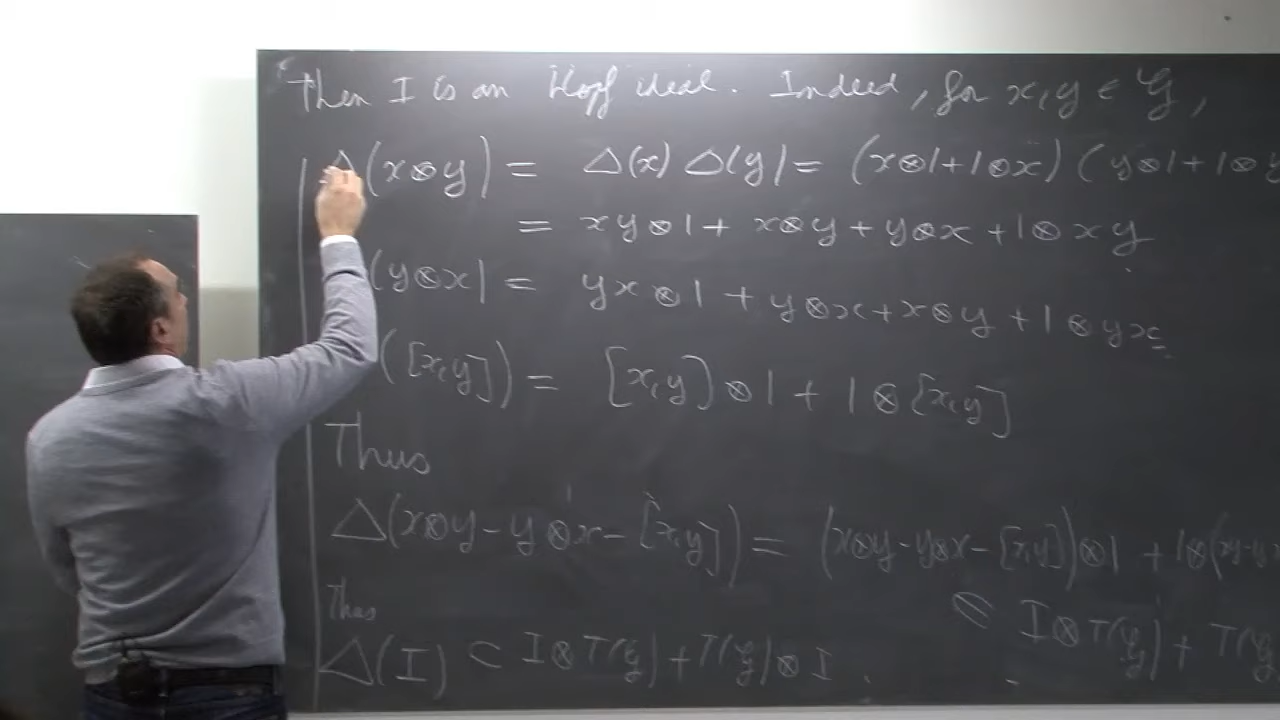 Then I is an Hopf ideal. Indeed, for x, y ∈ 𝒢,
Δ(x⊗y) = Δ(x) Δ(y) = (x⊗1+1⊗x) (y⊗1+1⊗y
= xy⊗1 + x⊗y + y⊗x + 1⊗xy
(y⊗x) = yx⊗1 + y⊗x + x⊗y + 1⊗yx
([x,y]) = [x,y]⊗1 + 1⊗[x,y]
Thus
Δ(x⊗y - y⊗x - [x,y]) = (x⊗y - y⊗x - [x,y])⊗1 + 1⊗(xy-y
∈ I⊗T(𝒢) + T(𝒢
Thus
Δ(I) ⊂ I⊗T(𝒢) + T(𝒢)⊗I .